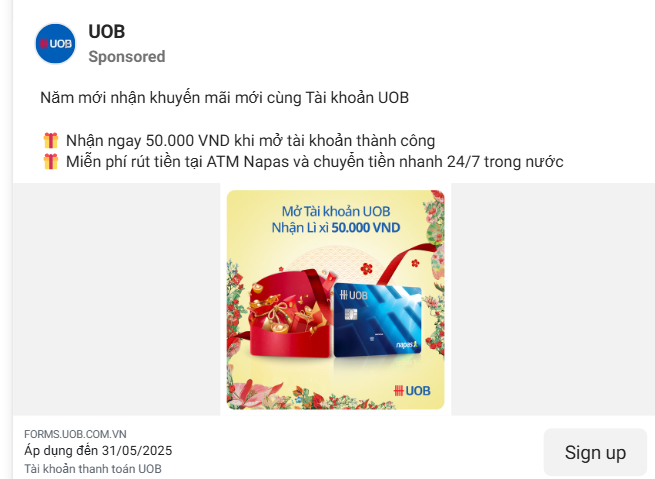 UOB
UOB
Sponsored
Năm mới nhận khuyến mãi mới cùng Tài khoản UOB
🎁 Nhận ngay 50.000 VND khi mở tài khoản thành công
🎁 Miễn phí rút tiền tại ATM Napas và chuyển tiền nhanh 24/7 trong nước
Mở Tài khoản UOB
Nhận Lì xì 50.000 VND
UOB
napas
UOB
FORMS.UOB.COM.VN
Áp dụng đến 31/05/2025
Tài khoản thanh toán UOB
Sign up